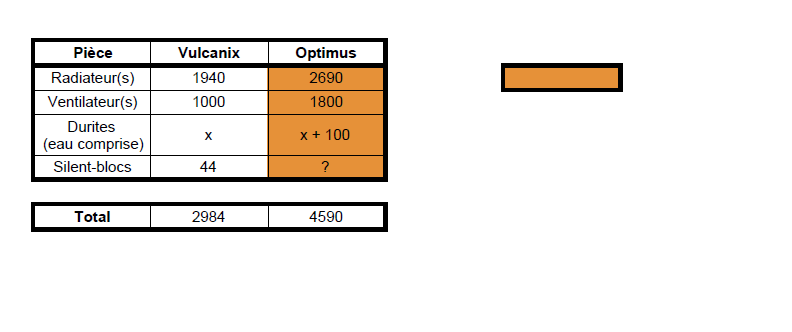 Pièce Vulcanix Optimus
Radiateur(s) 1940 2690
Ventilateur(s) 1000 1800
Durites
(eau comprise) x x + 100
Silent-blocs 44 ?
Total 2984 4590